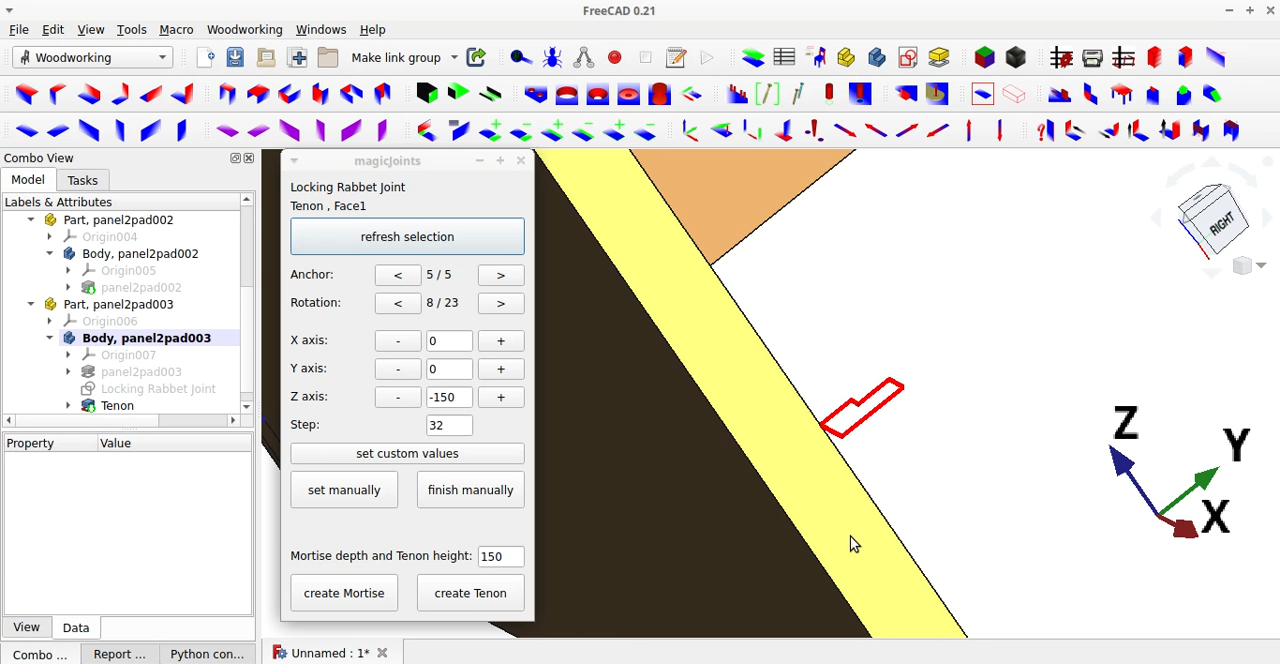 FreeCAD 0.21
File Edit View Tools Macro Woodworking Windows Help
Woodworking Make link group
Combo View
Model Tasks
Labels & Attributes
Part, panel2pad002
Origin004
Body, panel2pad002
Origin005
panel2pad002
Part, panel2pad003
Origin006
Body, panel2pad003
Origin007
panel2pad003
Locking Rabbet Joint
Tenon
Property Value
View Data
Combo ... Report ... Python con...
magicJoints
Locking Rabbet Joint
Tenon , Face1
refresh selection
Anchor: < 5 / 5 >
Rotation: < 8 / 23 >
X axis: - 0 +
Y axis: - 0 +
Z axis: - -150 +
Step: 32
set custom values
set manually finish manually
Mortise depth and Tenon height: 150
create Mortise create Tenon
RIGHT
Z
Y
X
Unnamed : 1*